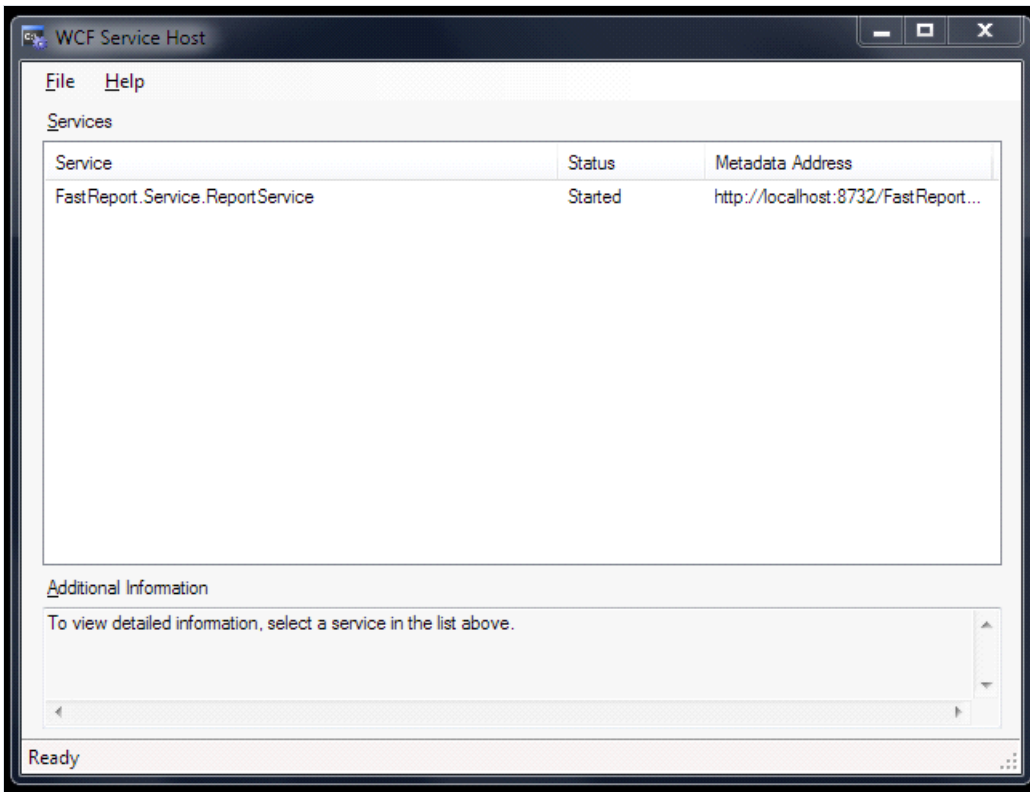 WCF Service Host
File Help
Services
Service Status Metadata Address
FastReport.Service.ReportService Started http://localhost:8732/FastReport...
Additional Information
To view detailed information, select a service in the list above.
Ready